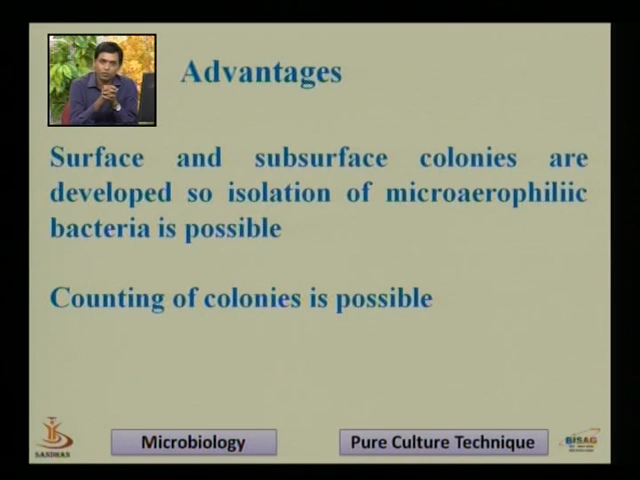 Advantages
Surface and subsurface colonies are
developed so isolation of microaerophiliic
bacteria is possible
Counting of colonies is possible
SANDHAN
Microbiology
Pure Culture Technique
BISAG